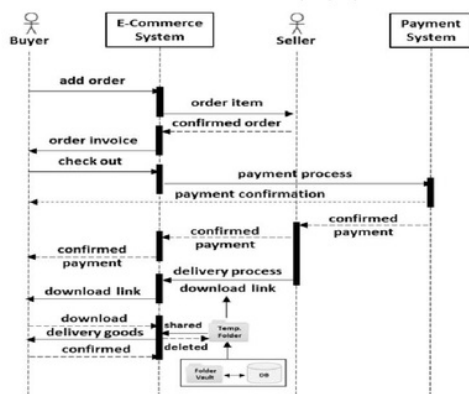 Buyer
E-Commerce
System
Seller
Payment
System
add order
order item
confirmed order
order invoice
check out
payment process
payment confirmation
confirmed
payment
confirmed
payment
confirmed
payment
delivery process
download link
download link
download
shared
Temp.
Folder
delivery goods
confirmed
deleted
Folder
Vault
DB